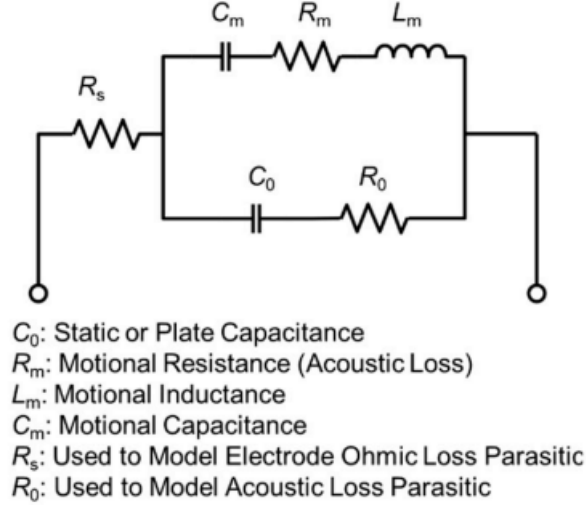 Cm Rm Lm
Rs
C0 R0
C0: Static or Plate Capacitance
Rm: Motional Resistance (Acoustic Loss)
Lm: Motional Inductance
Cm: Motional Capacitance
Rs: Used to Model Electrode Ohmic Loss Parasitic
R0: Used to Model Acoustic Loss Parasitic